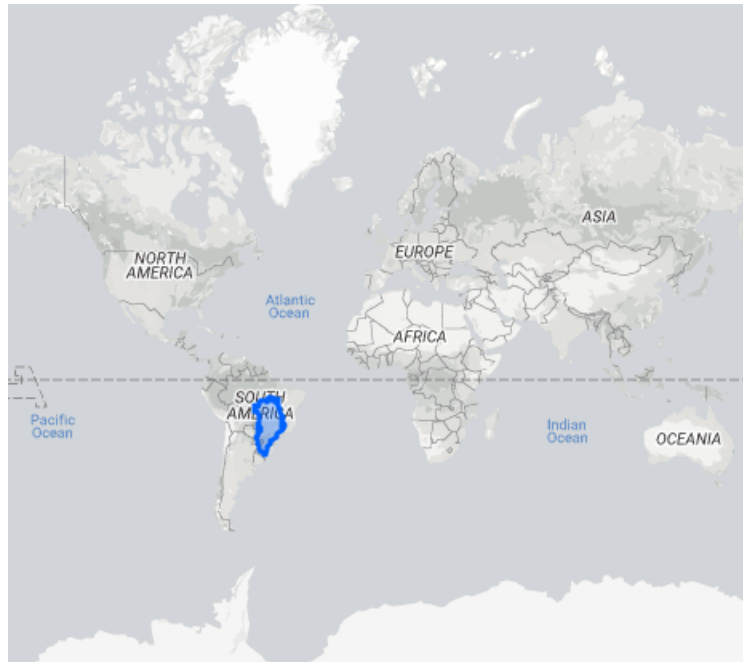 NORTH
AMERICA
EUROPE
ASIA
Atlantic
Ocean
AFRICA
SOUTH
AMERICA
Pacific
Ocean
Indian
Ocean
OCEANIA